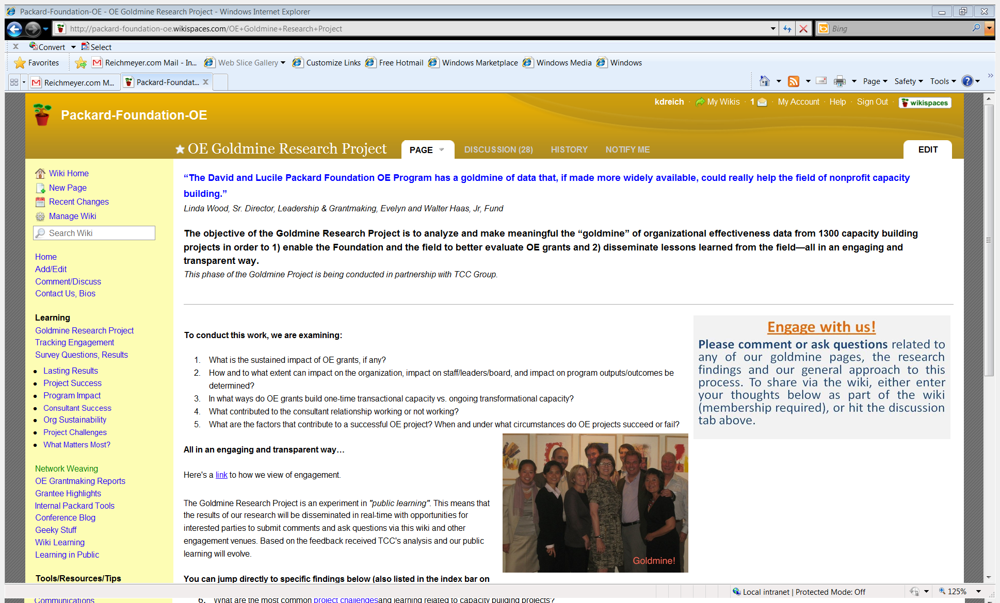 Packard-Foundation-OE - OE Goldmine Research Project - Windows Internet Explorer
http://packard-foundation-oe.wikispaces.com/OE+Goldmine+Research+Project
Bing
x Convert Select
Favorites Reichmeyer.com Mail - In... Web Slice Gallery Customize Links Free Hotmail Windows Marketplace Windows Media Windows
Reichmeyer.com M... Packard-Foundat... Page Safety Tools
kdreich · My Wikis · 1 · My Account · Help · Sign Out · wikispaces
Packard-Foundation-OE
OE Goldmine Research Project PAGE DISCUSSION (28) HISTORY NOTIFY ME EDIT
Wiki Home
New Page
Recent Changes
Manage Wiki
Search Wiki
Home
Add/Edit
Comment/Discuss
Contact Us, Bios
Learning
Goldmine Research Project
Tracking Engagement
Survey Questions, Results
• Lasting Results
• Project Success
• Program Impact
• Consultant Success
• Org Sustainability
• Project Challenges
• What Matters Most?
Network Weaving
OE Grantmaking Reports
Grantee Highlights
Internal Packard Tools
Conference Blog
Geeky Stuff
Wiki Learning
Learning in Public
Tools/Resources/Tips
Communications
“The David and Lucile Packard Foundation OE Program has a goldmine of data that, if made more widely available, could really help the field of nonprofit capacity
building.”
Linda Wood, Sr. Director, Leadership & Grantmaking, Evelyn and Walter Haas, Jr, Fund
The objective of the Goldmine Research Project is to analyze and make meaningful the “goldmine” of organizational effectiveness data from 1300 capacity building
projects in order to 1) enable the Foundation and the field to better evaluate OE grants and 2) disseminate lessons learned from the field—all in an engaging and
transparent way.
This phase of the Goldmine Project is being conducted in partnership with TCC Group.
To conduct this work, we are examining:
1. What is the sustained impact of OE grants, if any?
2. How and to what extent can impact on the organization, impact on staff/leaders/board, and impact on program outputs/outcomes be
determined?
3. In what ways do OE grants build one-time transactional capacity vs. ongoing transformational capacity?
4. What contributed to the consultant relationship working or not working?
5. What are the factors that contribute to a successful OE project? When and under what circumstances do OE projects succeed or fail?
All in an engaging and transparent way…
Here's a link to how we view of engagement.
The Goldmine Research Project is an experiment in "public learning". This means that
the results of our research will be disseminated in real-time with opportunities for
interested parties to submit comments and ask questions via this wiki and other
engagement venues. Based on the feedback received TCC's analysis and our public
learning will evolve.
You can jump directly to specific findings below (also listed in the index bar on
6. What are the most common project challengesand learning related to capacity building projects?
Goldmine!
Engage with us!
Please comment or ask questions related to
any of our goldmine pages, the research
findings and our general approach to this
process. To share via the wiki, either enter
your thoughts below as part of the wiki
(membership required), or hit the discussion
tab above.
Local intranet | Protected Mode: Off
125%